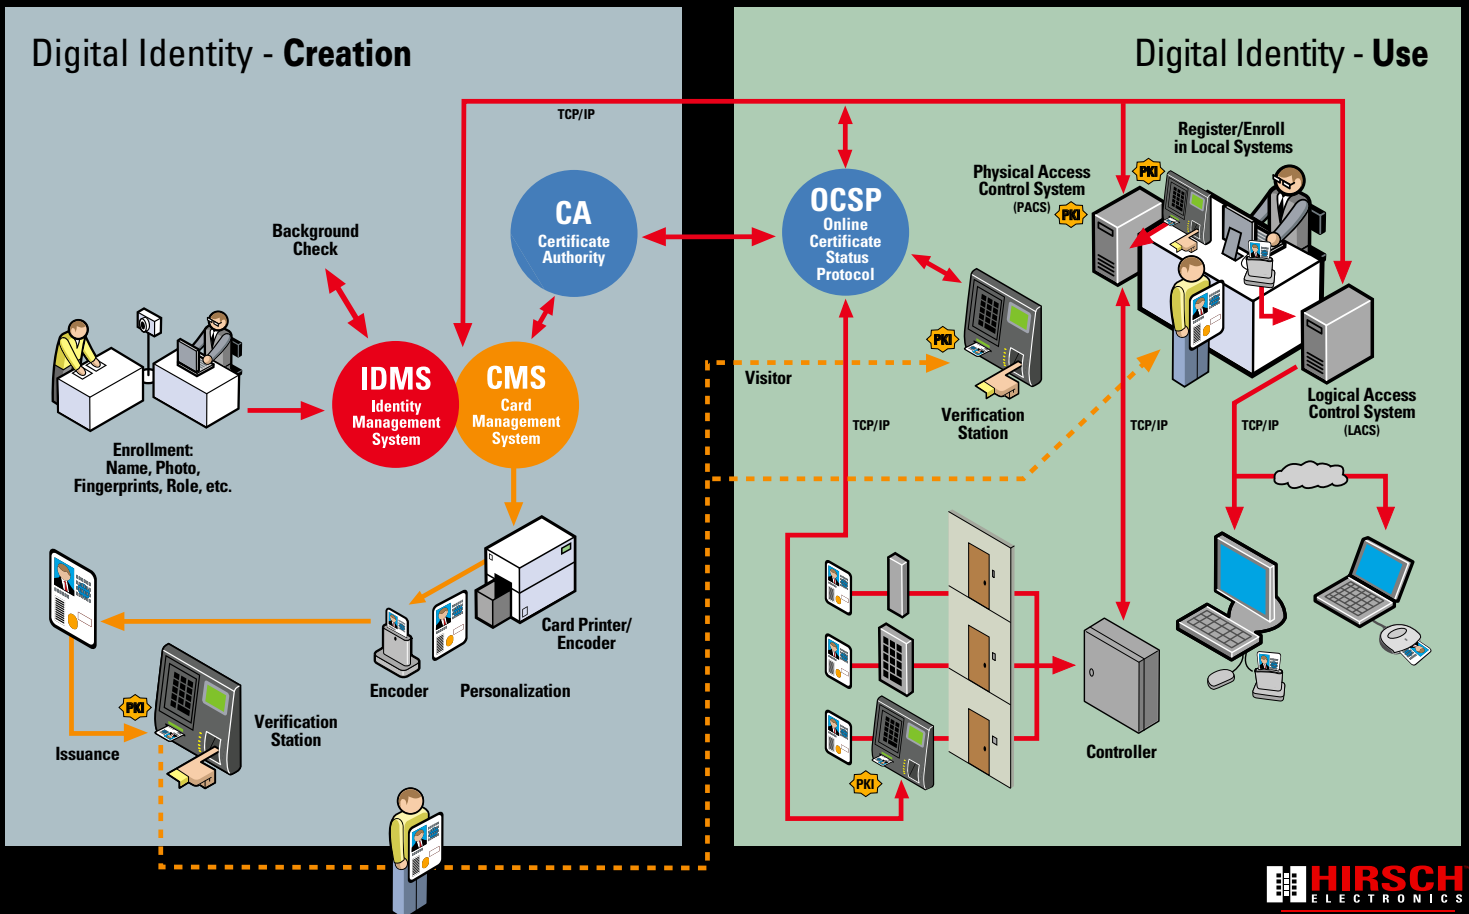 Digital Identity - Creation
Digital Identity - Use
TCP/IP
Register/Enroll
in Local Systems
Physical Access
Control System
(PACS)
PKI
PKI
CA
Certificate
Authority
OCSP
Online
Certificate
Status
Protocol
Background
Check
IDMS
Identity
Management
System
CMS
Card
Management
System
PKI
Visitor
Verification
Station
TCP/IP
TCP/IP
TCP/IP
Logical Access
Control System
(LACS)
Enrollment:
Name, Photo,
Fingerprints, Role, etc.
Card Printer/
Encoder
Encoder
Personalization
PKI
Verification
Station
Issuance
Controller
PKI
HIRSCH
ELECTRONICS